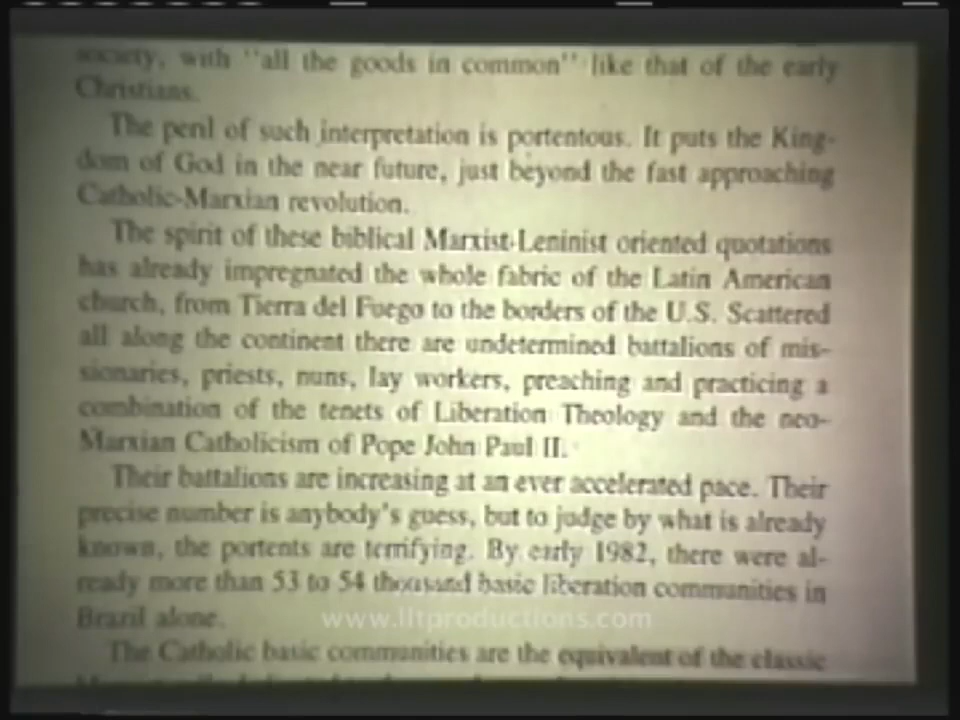 society, with "all the goods in common" like that of the early
Christians.
The peril of such interpretation is portentous. It puts the King-
dom of God in the near future, just beyond the fast approaching
Catholic-Marxian revolution.
The spirit of these biblical Marxist-Leninist oriented quotations
has already impregnated the whole fabric of the Latin American
church, from Tierra del Fuego to the borders of the U.S. Scattered
all along the continent there are undetermined battalions of mis-
sionaries, priests, nuns, lay workers, preaching and practicing a
combination of the tenets of Liberation Theology and the neo-
Marxian Catholicism of Pope John Paul II.
Their battalions are increasing at an ever accelerated pace. Their
precise number is anybody's guess, but to judge by what is already
known, the portents are terrifying. By early 1982, there were al-
ready more than 53 to 54 thousand basic liberation communities in
Brazil alone.
www.litproductions.com
The Catholic basic communities are the equivalent of the classic